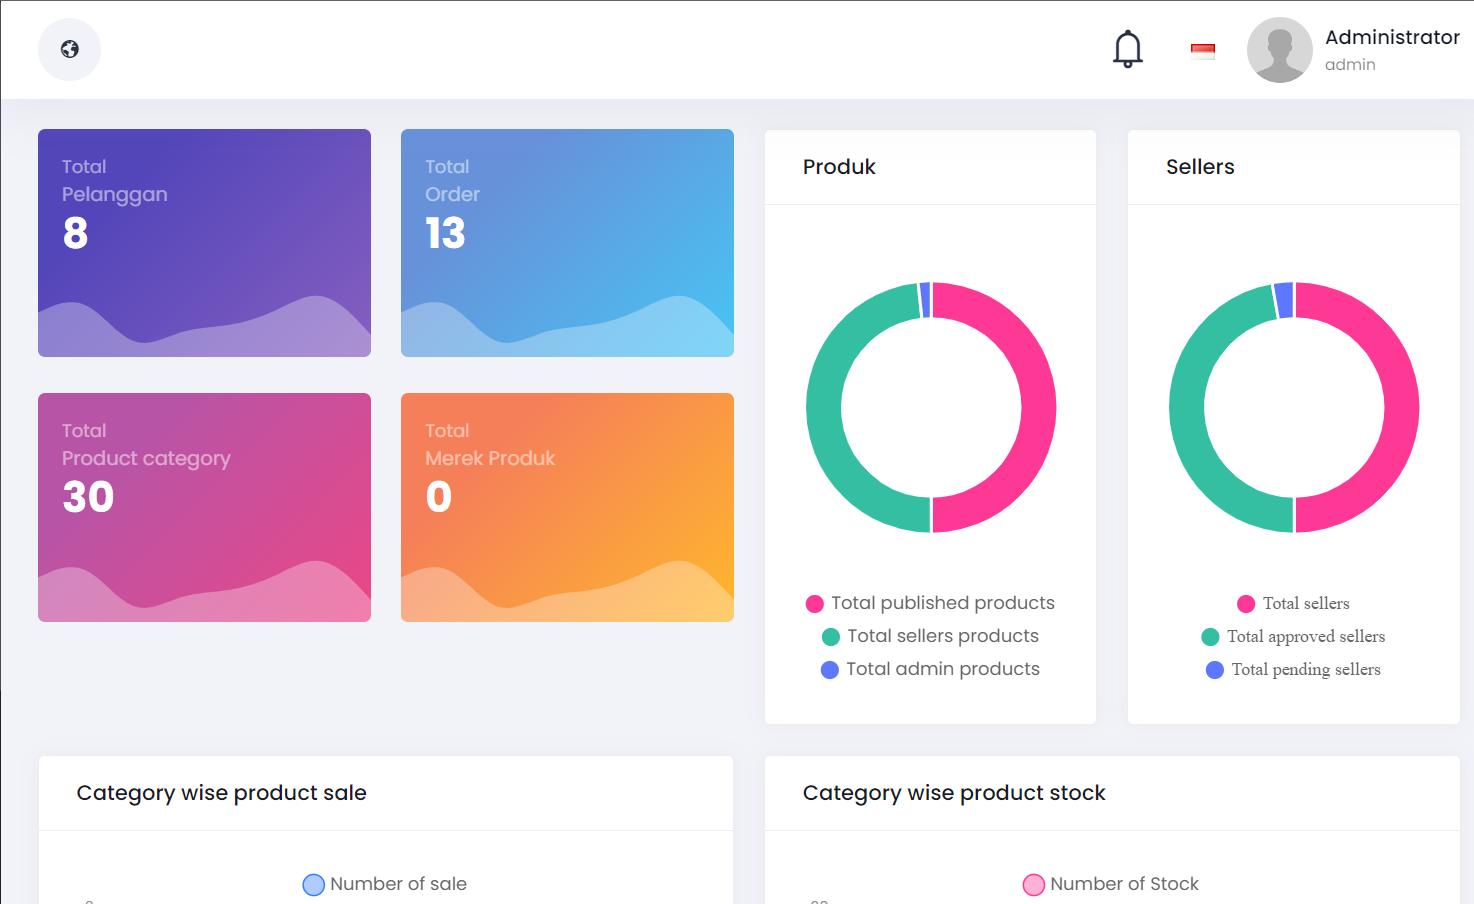 Administrator
admin
Total
Pelanggan
8
Total
Order
13
Total
Product category
30
Total
Merek Produk
0
Produk
Total published products
Total sellers products
Total admin products
Sellers
Total sellers
Total approved sellers
Total pending sellers
Category wise product sale
Number of sale
Category wise product stock
Number of Stock